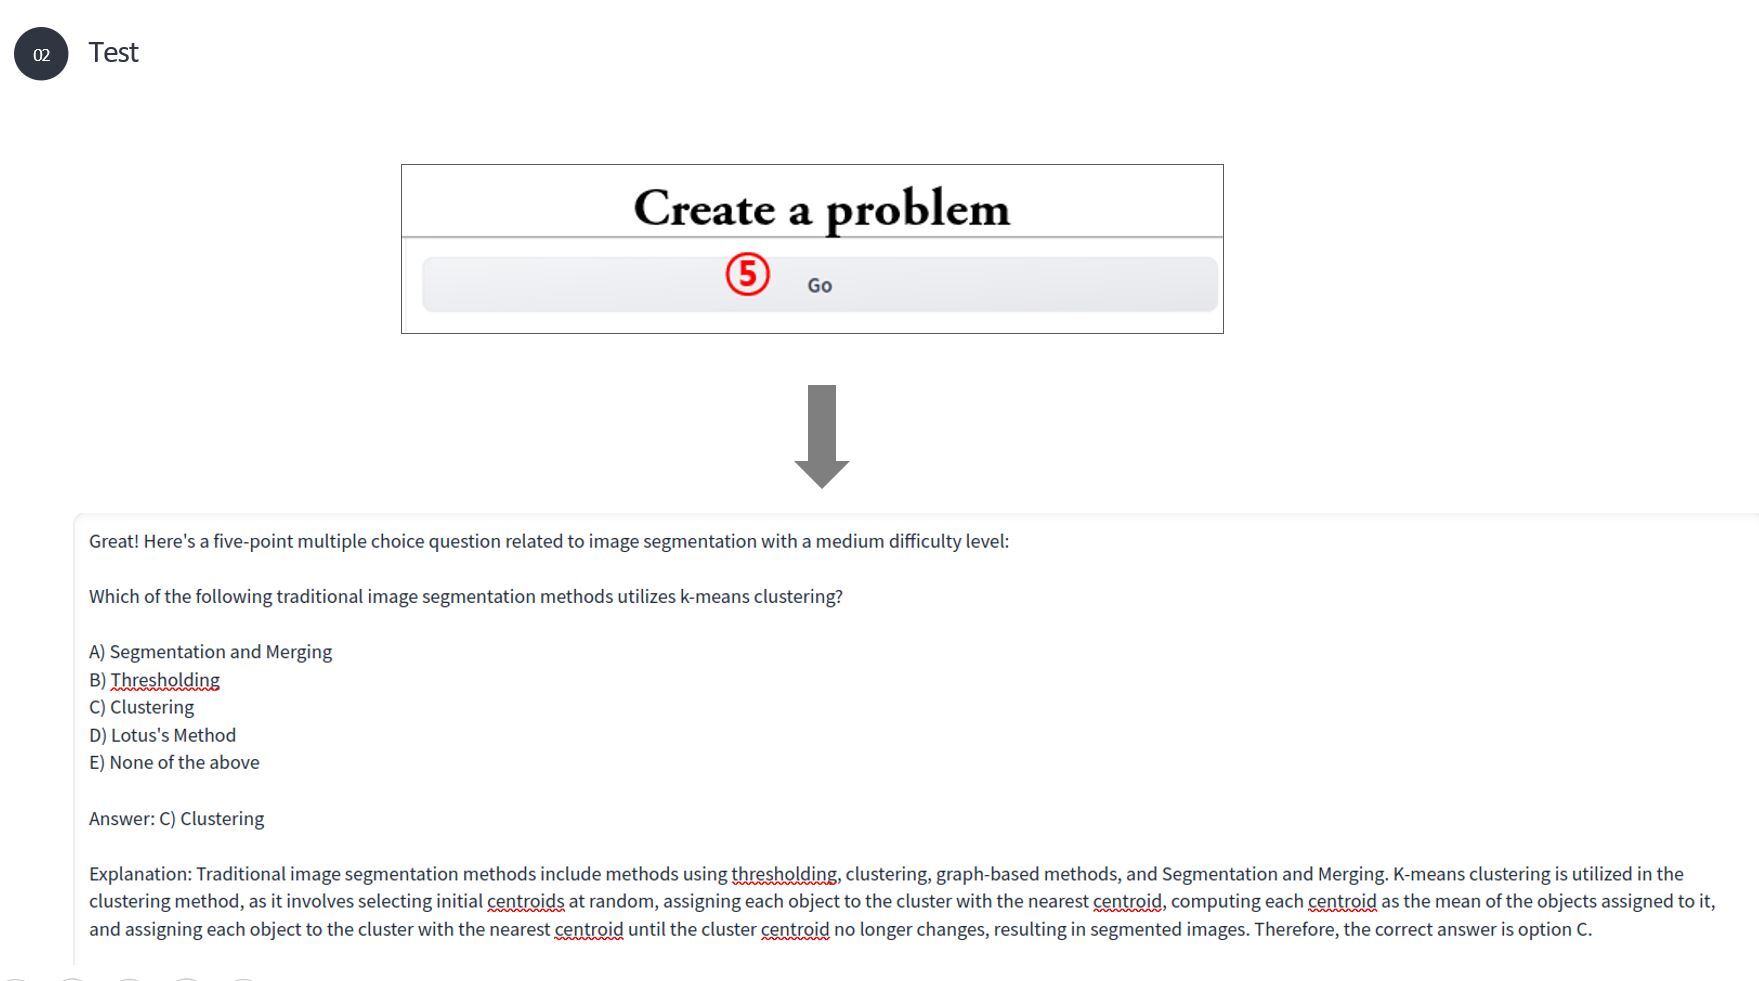 02
Test
Create a problem
⑤
Go
Great! Here's a five-point multiple choice question related to image segmentation with a medium difficulty level:
Which of the following traditional image segmentation methods utilizes k-means clustering?
A) Segmentation and Merging
B) Thresholding
C) Clustering
D) Lotus's Method
E) None of the above
Answer: C) Clustering
Explanation: Traditional image segmentation methods include methods using thresholding, clustering, graph-based methods, and Segmentation and Merging. K-means clustering is utilized in the
clustering method, as it involves selecting initial centroids at random, assigning each object to the cluster with the nearest centroid, computing each centroid as the mean of the objects assigned to it,
and assigning each object to the cluster with the nearest centroid until the cluster centroid no longer changes, resulting in segmented images. Therefore, the correct answer is option C.